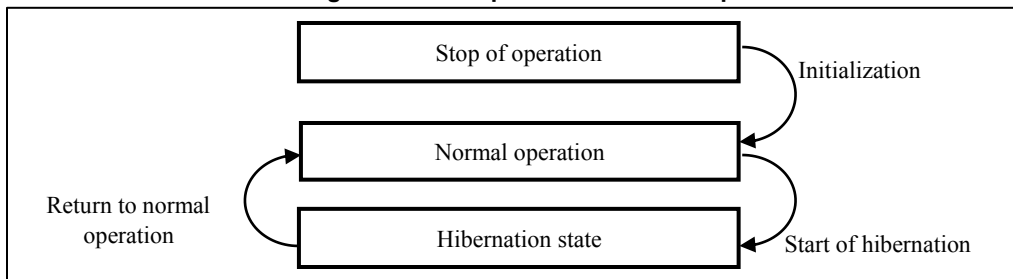 Stop of operation
Initialization
Normal operation
Return to normal
operation
Hibernation state
Start of hibernation